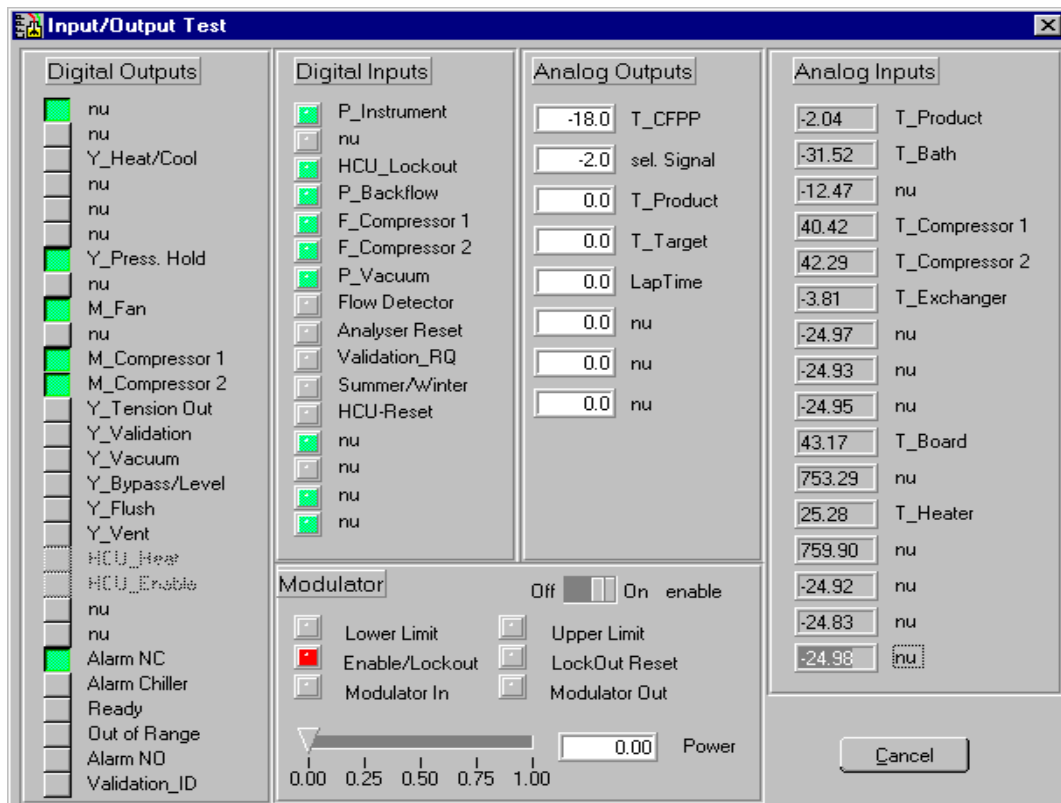 Input/Output Test
Digital Outputs
nu
nu
Y_Heat/Cool
nu
nu
nu
Y_Press. Hold
nu
M_Fan
nu
M_Compressor 1
M_Compressor 2
Y_Tension Out
Y_Validation
Y_Vacuum
Y_Bypass/Level
Y_Flush
Y_Vent
HCU_Heat
HCU_Enable
nu
nu
Alarm NC
Alarm Chiller
Ready
Out of Range
Alarm NO
Validation_ID
Digital Inputs
P_Instrument
nu
HCU_Lockout
P_Backflow
F_Compressor 1
F_Compressor 2
P_Vacuum
Flow Detector
Analyser Reset
Validation_RQ
Summer/Winter
HCU-Reset
nu
nu
nu
nu
Analog Outputs
-18.0 T_CFPP
-2.0 sel. Signal
0.0 T_Product
0.0 T_Target
0.0 LapTime
0.0 nu
0.0 nu
0.0 nu
Analog Inputs
-2.04 T_Product
-31.52 T_Bath
-12.47 nu
40.42 T_Compressor 1
42.29 T_Compressor 2
-3.81 T_Exchanger
-24.97 nu
-24.93 nu
-24.95 nu
43.17 T_Board
753.29 nu
25.28 T_Heater
759.90 nu
-24.92 nu
-24.83 nu
-24.98 nu
Modulator
Off On enable
Lower Limit Upper Limit
Enable/Lockout LockOut Reset
Modulator In Modulator Out
0.00 Power
0.00 0.25 0.50 0.75 1.00
Cancel